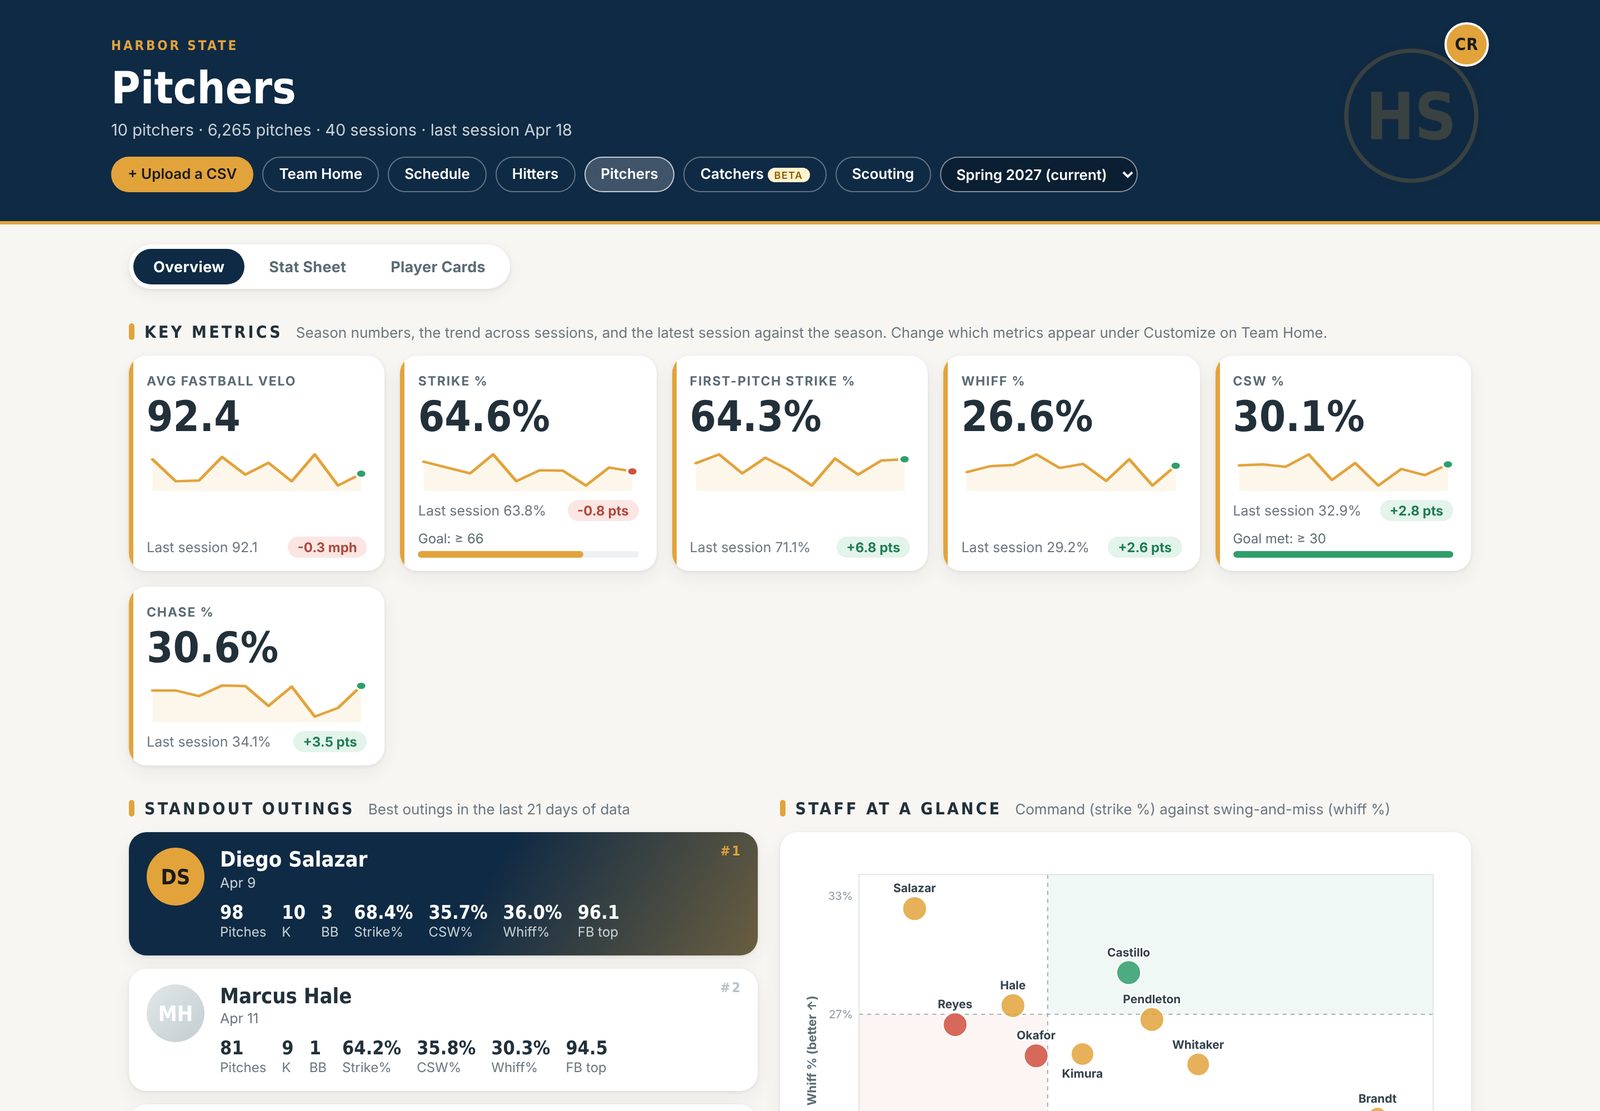 HARBOR STATE
CR
HS
Pitchers
10 pitchers · 6,265 pitches · 40 sessions · last session Apr 18
+ Upload a CSV
Team Home
Schedule
Hitters
Pitchers
Catchers BETA
Scouting
Spring 2027 (current)
Overview
Stat Sheet
Player Cards
KEY METRICS Season numbers, the trend across sessions, and the latest session against the season. Change which metrics appear under Customize on Team Home.
AVG FASTBALL VELO
92.4
Last session 92.1 -0.3 mph
STRIKE %
64.6%
Last session 63.8% -0.8 pts
Goal: ≥ 66
FIRST-PITCH STRIKE %
64.3%
Last session 71.1% +6.8 pts
WHIFF %
26.6%
Last session 29.2% +2.6 pts
CSW %
30.1%
Last session 32.9% +2.8 pts
Goal met: ≥ 30
CHASE %
30.6%
Last session 34.1% +3.5 pts
STANDOUT OUTINGS Best outings in the last 21 days of data
DS
Diego Salazar
#1
Apr 9
98 10 3 68.4% 35.7% 36.0% 96.1
Pitches K BB Strike% CSW% Whiff% FB top
MH
Marcus Hale
#2
Apr 11
81 9 1 64.2% 35.8% 30.3% 94.5
Pitches K BB Strike% CSW% Whiff% FB top
STAFF AT A GLANCE Command (strike %) against swing-and-miss (whiff %)
Whiff % (better ↑)
33%
27%
Salazar
Castillo
Hale
Pendleton
Reyes
Okafor
Whitaker
Kimura
Brandt